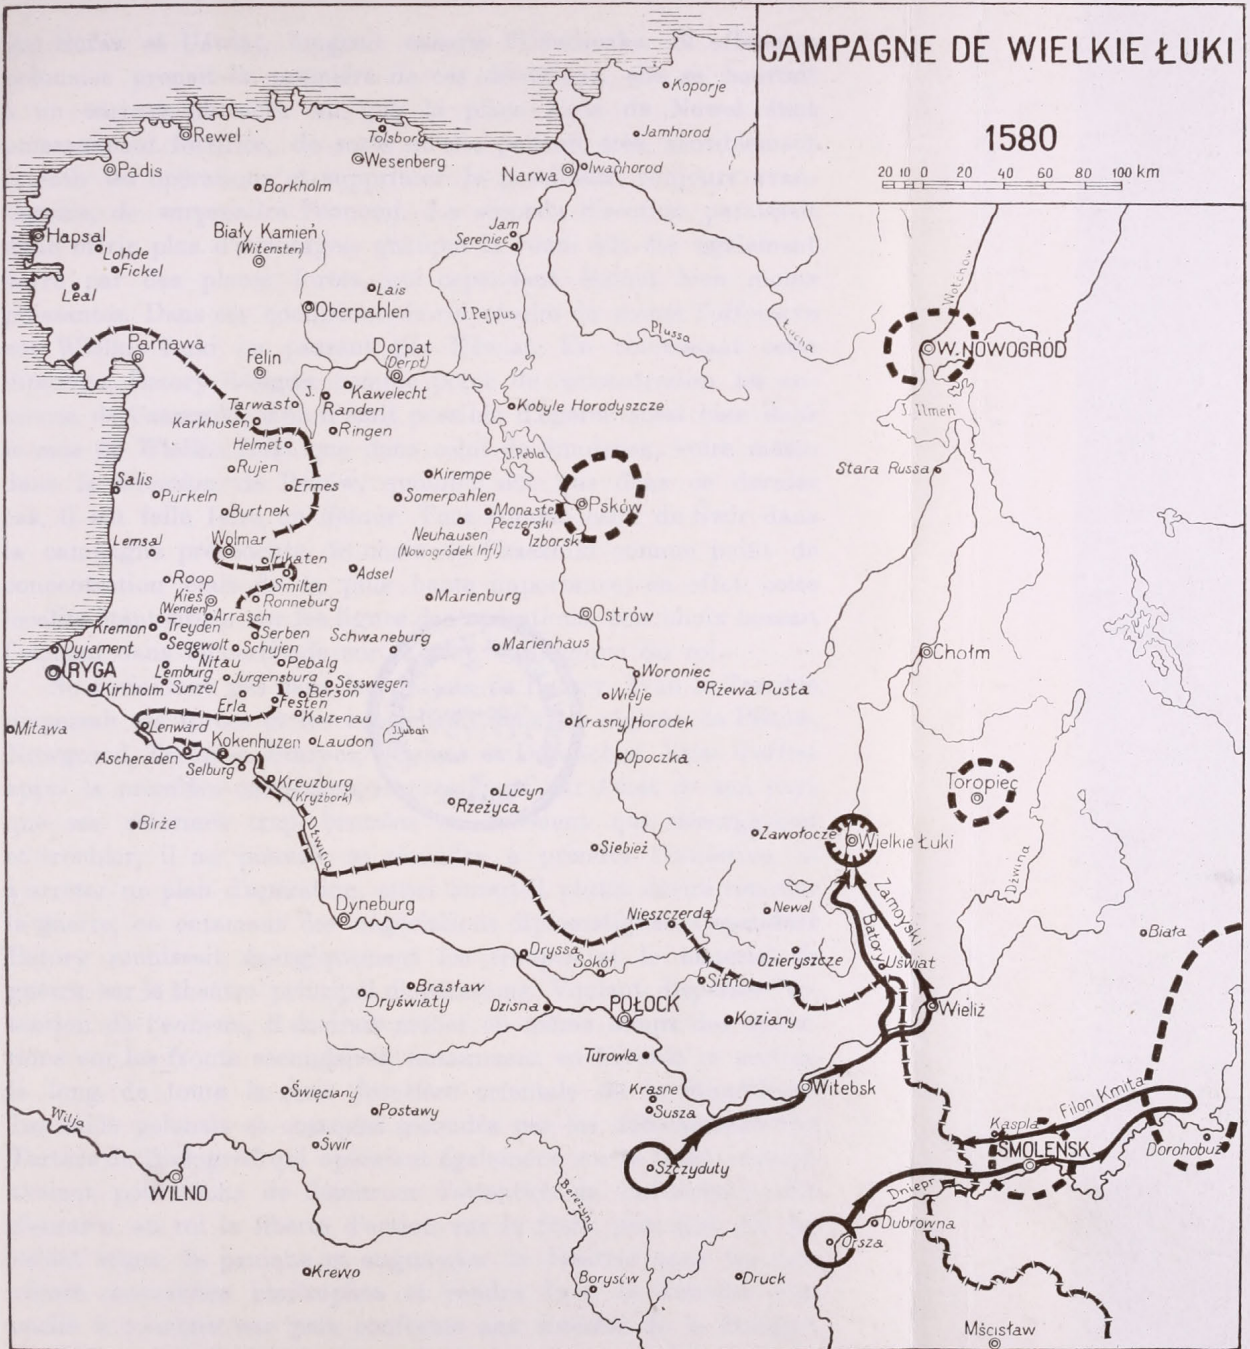 CAMPAGNE DE WIELKIE ŁUKI
1580
20 10 0 20 40 60 80 100 km
Koporje
Jamhorod
Iwanhorod
Narwa
Rewel
Tolsborg
Wesenberg
Padis
Borkholm
Hapsal
Lohde
Fickel
Leal
Biały Kamień
(Witensten)
Jam
Sereniec
Lais
Oberpahlen
J. Pejpus
Plussa
Łucha
Wołchów
W. NOWOGRÓD
J. Ilmeń
Parnawa
Felin
Dorpat
(Derpt)
Kawelecht
Tarwast
J.
Randen
Karkhusen
Ringen
Kobyle Horodyszcze
Helmet
Rujen
Ermes
Kirempe
J. Pebla
Stara Russa
Salis
Purkeln
Somerpahlen
Psków
Burtnek
Monaster
Peczerski
Neuhausen
(Nowogródek Infl.)
Izborsk
Lemsal
Wolmar
Trikaten
Adsel
Roop
Smilten
Kieś
(Wenden)
Ronneburg
Marienburg
Ostrów
Arrasch
Kremon
Treyden
Serben
Schwaneburg
Marienhaus
Chołm
Dyjament
Segewolt
Schujen
RYGA
Nitau
Pebalg
Woroniec
Lemburg
Jurgensburg
Sesswegen
Rżewa Pusta
Kirhholm
Sunzel
Berson
Wielje
Erla
Festen
Kalzenau
Krasny Horodek
Mitawa
Lenward
J. Lubań
Ascheraden
Kokenhuzen
Laudon
Opoczka
Selburg
Kreuzburg
(Kryżbork)
Toropiec
Lucyn
Rzeżyca
Birże
Dźwina
Zawołocze
Wielkie Łuki
Siebież
Dźwina
Newel
Zamoyski
Batory
Dyneburg
Nieszczerda
Biała
Dryssa
Sokół
Ozieryszcze
Uświat
Sitno
Brasław
Dryświaty
Dzisna
POŁOCK
Koziany
Wieliż
Turowla
Święciany
Krasne
Witebsk
Postawy
Susza
Filon Kmita
Wilja
Kaspla
Świr
SMOLEŃSK
Dorohobuż
WILNO
Szczyduty
Dniepr
Berezyna
Dubrowna
Orsza
Krewo
Borysów
Druck
Mścisław